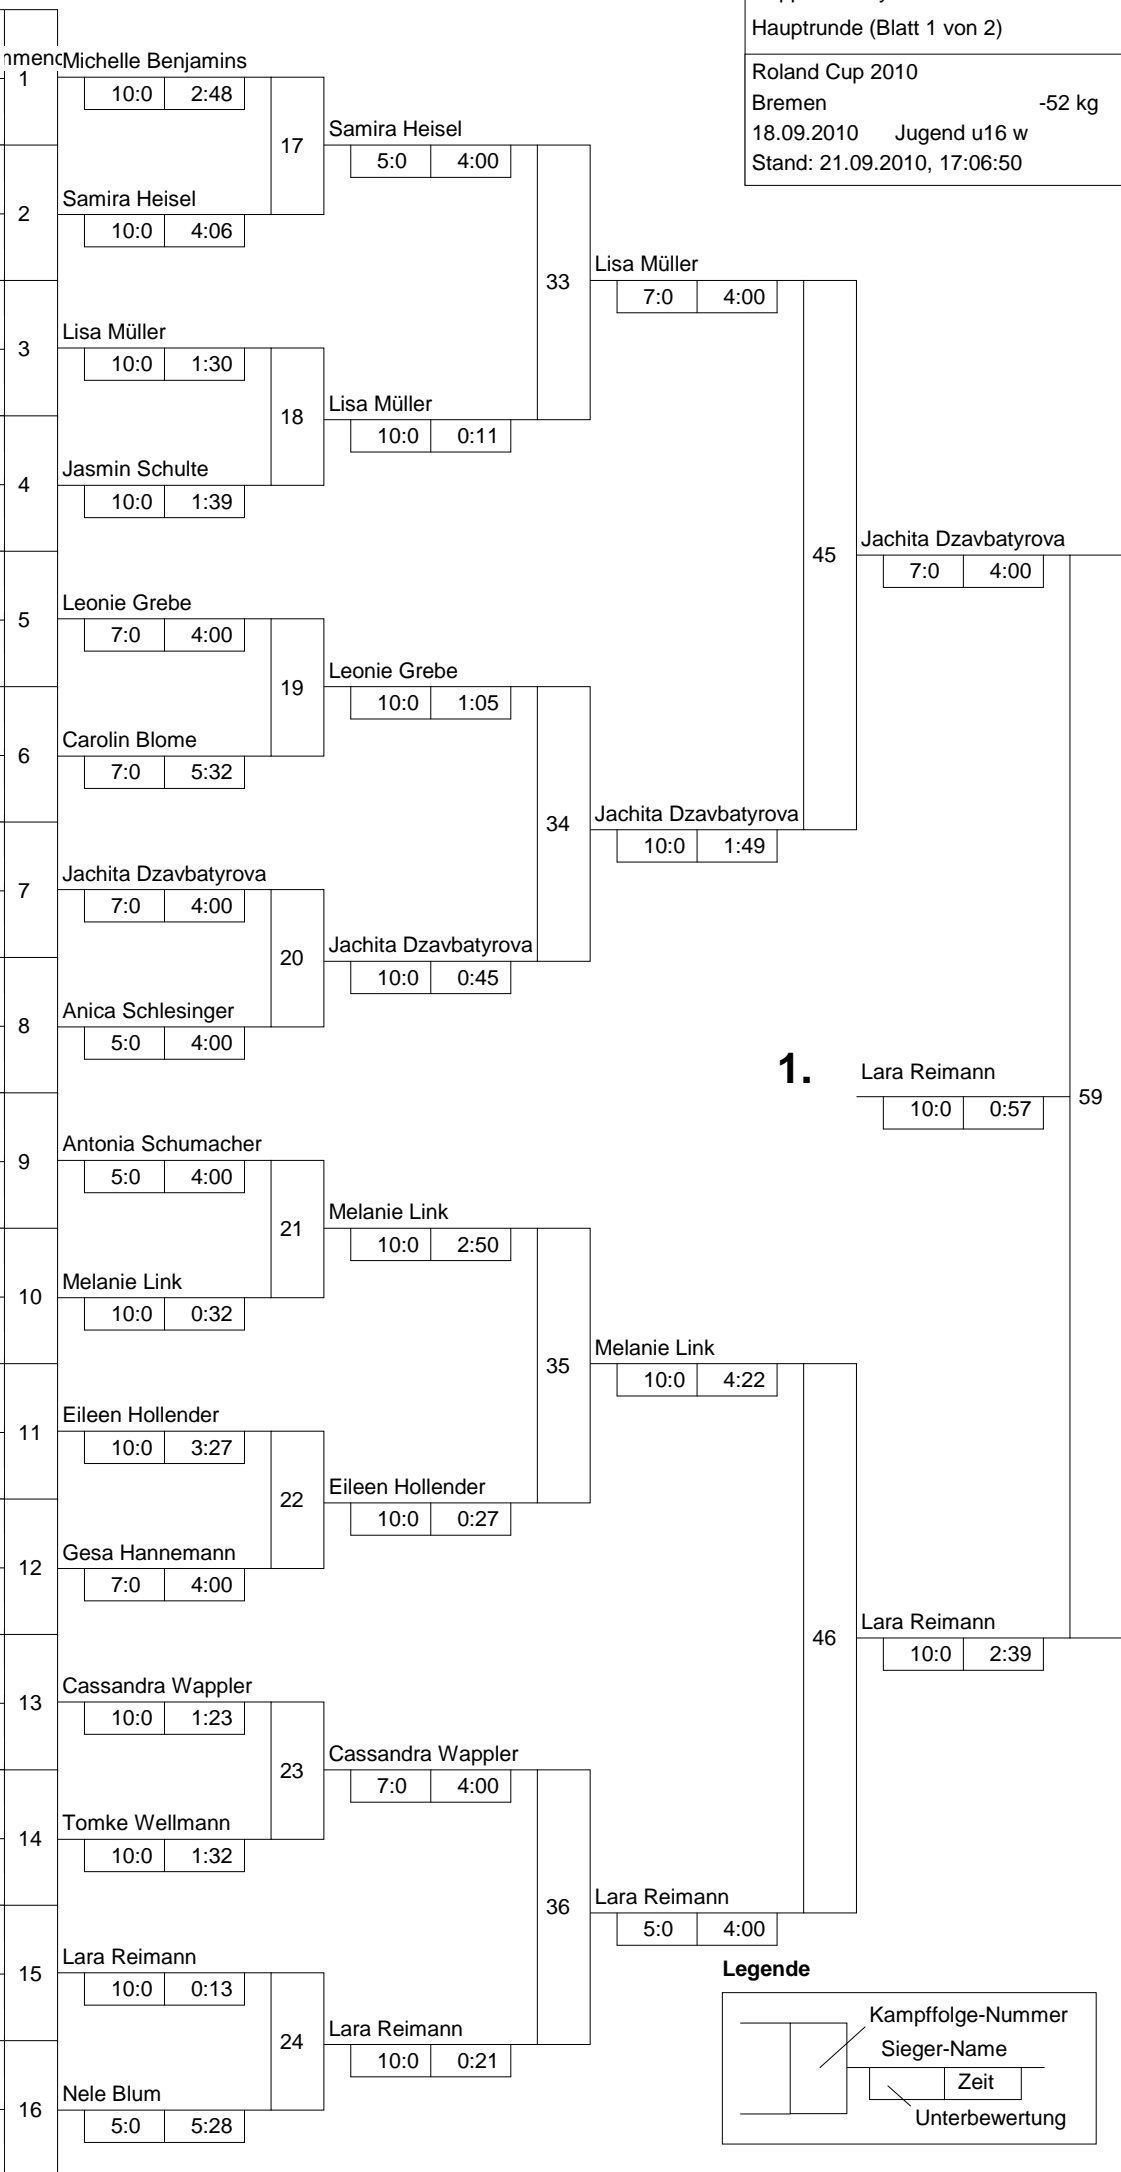 Hauptrunde (Blatt 1 von 2)
Roland Cup 2010
Bremen -52 kg
18.09.2010 Jugend u16 w
Stand: 21.09.2010, 17:06:50
Michelle Benjamins
1
10:0 2:48
17
Samira Heisel
5:0 4:00
Samira Heisel
2
10:0 4:06
33
Lisa Müller
7:0 4:00
Lisa Müller
3
10:0 1:30
18
Lisa Müller
10:0 0:11
Jasmin Schulte
4
10:0 1:39
45
Jachita Dzavbatyrova
7:0 4:00
Leonie Grebe
5
7:0 4:00
19
Leonie Grebe
10:0 1:05
Carolin Blome
6
7:0 5:32
34
Jachita Dzavbatyrova
10:0 1:49
Jachita Dzavbatyrova
7
7:0 4:00
20
Jachita Dzavbatyrova
10:0 0:45
Anica Schlesinger
8
5:0 4:00
1. Lara Reimann
10:0 0:57
59
Antonia Schumacher
9
5:0 4:00
21
Melanie Link
10:0 2:50
Melanie Link
10
10:0 0:32
35
Melanie Link
10:0 4:22
Eileen Hollender
11
10:0 3:27
22
Eileen Hollender
10:0 0:27
Gesa Hannemann
12
7:0 4:00
46
Lara Reimann
10:0 2:39
Cassandra Wappler
13
10:0 1:23
23
Cassandra Wappler
7:0 4:00
Tomke Wellmann
14
10:0 1:32
36
Lara Reimann
5:0 4:00
Lara Reimann
15
10:0 0:13
24
Lara Reimann
10:0 0:21
Nele Blum
16
5:0 5:28
Legende
Kampffolge-Nummer
Sieger-Name
Zeit
Unterbewertung